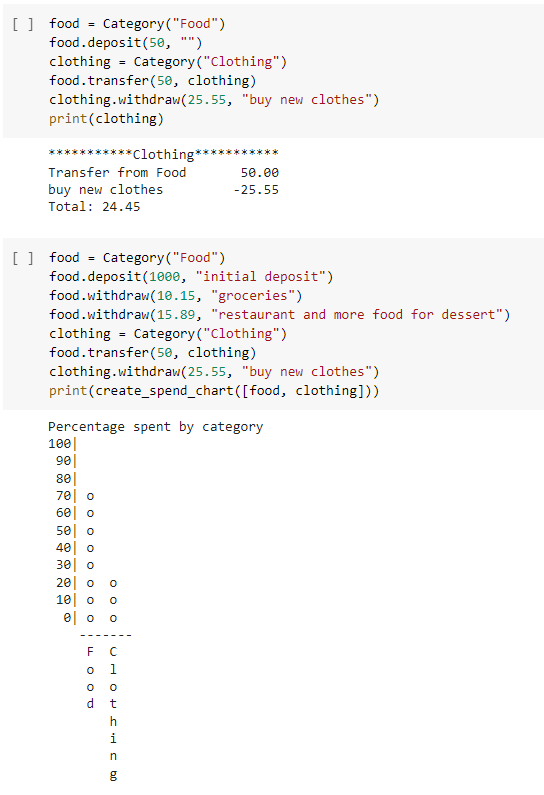 [ ] food = Category("Food")
food.deposit(50, "")
clothing = Category("Clothing")
food.transfer(50, clothing)
clothing.withdraw(25.55, "buy new clothes")
print(clothing)
***********Clothing***********
Transfer from Food       50.00
buy new clothes         -25.55
Total: 24.45
[ ] food = Category("Food")
food.deposit(1000, "initial deposit")
food.withdraw(10.15, "groceries")
food.withdraw(15.89, "restaurant and more food for dessert")
clothing = Category("Clothing")
food.transfer(50, clothing)
clothing.withdraw(25.55, "buy new clothes")
print(create_spend_chart([food, clothing]))
Percentage spent by category
100|
 90|
 80|
 70| o
 60| o
 50| o
 40| o
 30| o
 20| o  o
 10| o  o
  0| o  o
    -------
     F  C
     o  l
     o  o
     d  t
        h
        i
        n
        g